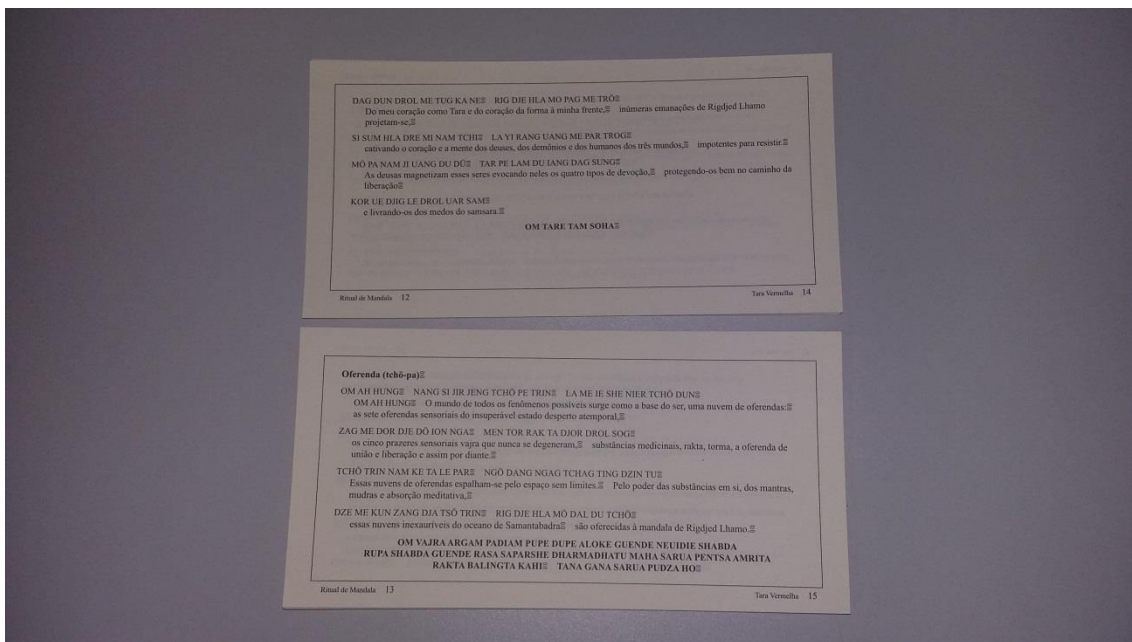 DAG DUN DROL ME TUG KA NE༔ RIG DJE HLA MO PAG ME TRÖ༔
Do meu coração como Tara e do coração da forma à minha frente,༔ inúmeras emanações de Rigdjed Lhamo
projetam-se,༔
SI SUM HLA DRE MI NAM TCHI༔ LA YI RANG UANG ME PAR TROG༔
cativando o coração e a mente dos deuses, dos demônios e dos humanos dos três mundos,༔ impotentes para resistir.༔
MÖ PA NAM JI UANG DU DÜ༔ TAR PE LAM DU IANG DAG SUNG༔
As deusas magnetizam esses seres evocando neles os quatro tipos de devoção,༔ protegendo-os bem no caminho da
liberação༔
KOR UE DJIG LE DROL UAR SAM༔
e livrando-os dos medos do samsara.༔
OM TARE TAM SOHA༔
Ritual de Mandala 12
Tara Vermelha 14
Oferenda (tchö-pa)༔
OM AH HUNG༔ NANG SI JIR JENG TCHÖ PE TRIN༔ LA ME IE SHE NIER TCHÖ DUN༔
OM AH HUNG༔ O mundo de todos os fenômenos possíveis surge como a base do ser, uma nuvem de oferendas:༔
as sete oferendas sensoriais do insuperável estado desperto atemporal,༔
ZAG ME DOR DJE DÖ ION NGA༔ MEN TOR RAK TA DJOR DROL SOG༔
os cinco prazeres sensoriais vajra que nunca se degeneram,༔ substâncias medicinais, rakta, torma, a oferenda de
união e liberação e assim por diante.༔
TCHÖ TRIN NAM KE TA LE PAR༔ NGÖ DANG NGAG TCHAG TING DZIN TU༔
Essas nuvens de oferendas espalham-se pelo espaço sem limites.༔ Pelo poder das substâncias em si, dos mantras,
mudras e absorção meditativa,༔
DZE ME KUN ZANG DJA TSÖ TRIN༔ RIG DJE HLA MÖ DAL DU TCHÖ༔
essas nuvens inexauríveis do oceano de Samantabadra༔ são oferecidas à mandala de Rigdjed Lhamo.༔
OM VAJRA ARGAM PADIAM PUPE DUPE ALOKE GUENDE NEUIDIE SHABDA
RUPA SHABDA GUENDE RASA SAPARSHE DHARMADHATU MAHA SARUA PENTSA AMRITA
RAKTA BALINGTA KAHI༔ TANA GANA SARUA PUDZA HO༔
Ritual de Mandala 13
Tara Vermelha 15